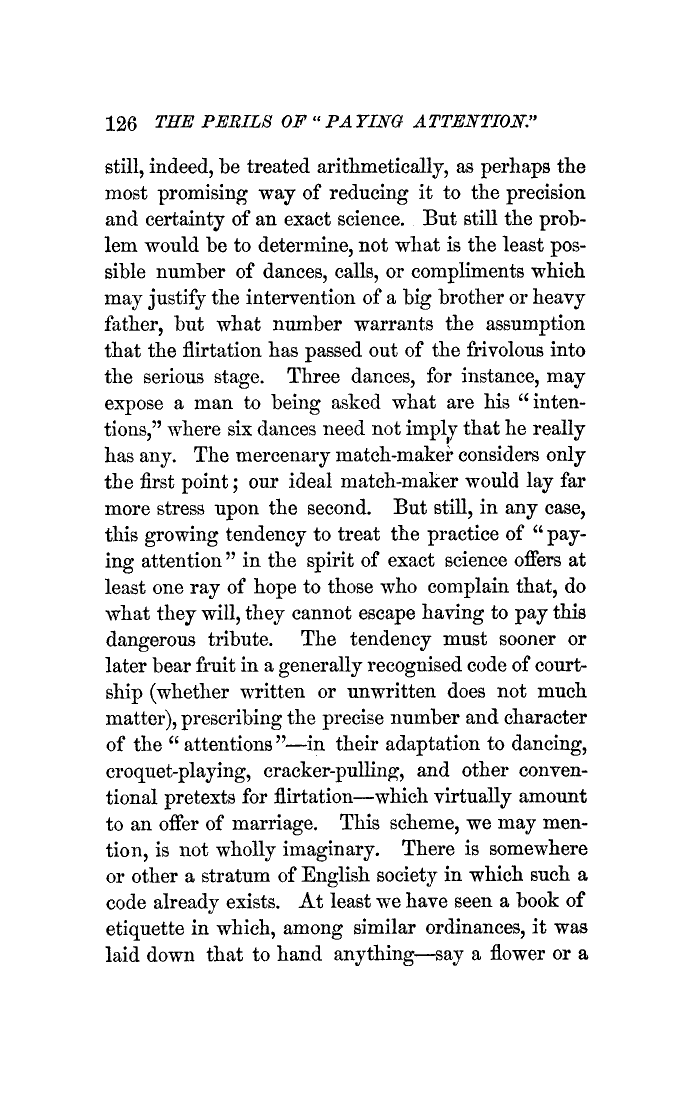 126 THE PERILS OF “PAYING ATTENTION.”
still, indeed, be treated arithmetically, as perhaps the
most promising way of reducing it to the precision
and certainty of an exact science. But still the prob-
lem would be to determine, not what is the least pos-
sible number of dances, calls, or compliments which
may justify the intervention of a big brother or heavy
father, but what number warrants the assumption
that the flirtation has passed out of the frivolous into
the serious stage. Three dances, for instance, may
expose a man to being asked what are his “inten-
tions,” where six dances need not imply that he really
has any. The mercenary match-maker considers only
the first point; our ideal match-maker would lay far
more stress upon the second. But still, in any case,
this growing tendency to treat the practice of “pay-
ing attention” in the spirit of exact science offers at
least one ray of hope to those who complain that, do
what they will, they cannot escape having to pay this
dangerous tribute. The tendency must sooner or
later bear fruit in a generally recognised code of court-
ship (whether written or unwritten does not much
matter), prescribing the precise number and character
of the “attentions”—in their adaptation to dancing,
croquet-playing, cracker-pulling, and other conven-
tional pretexts for flirtation—which virtually amount
to an offer of marriage. This scheme, we may men-
tion, is not wholly imaginary. There is somewhere
or other a stratum of English society in which such a
code already exists. At least we have seen a book of
etiquette in which, among similar ordinances, it was
laid down that to hand anything—say a flower or a